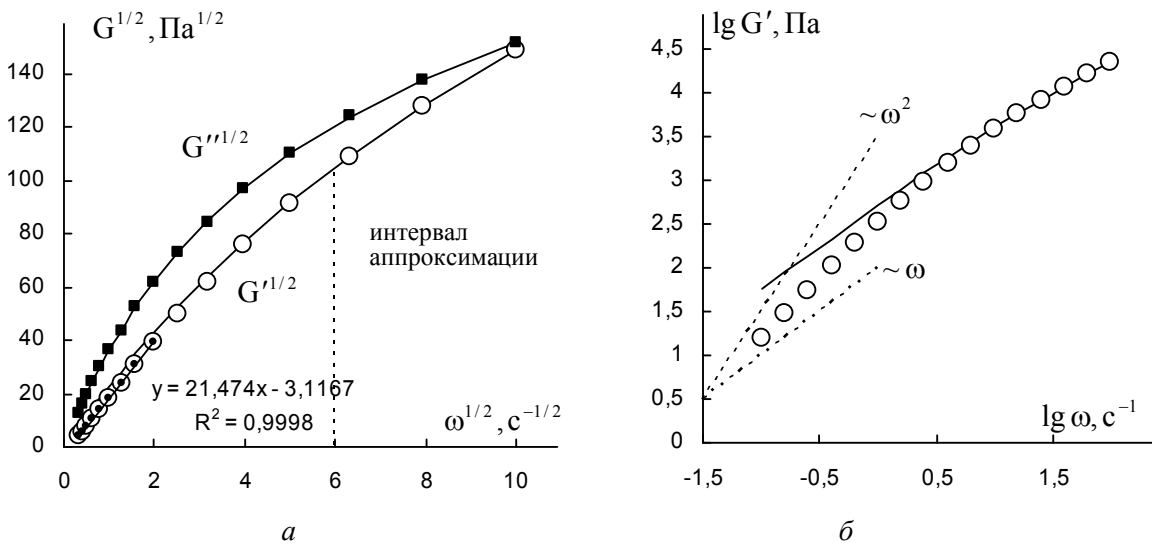 G^{1/2}, Па^{1/2}
140
120
100
80
60
40
20
0
G''^{1/2}
G'^{1/2}
интервал
аппроксимации
y = 21,474x - 3,1167
R² = 0,9998
ω^{1/2}, с^{-1/2}
0 2 4 6 8 10
а
lg G', Па
4,5
4
3,5
3
2,5
2
1,5
1
0,5
0
~ω²
~ω
lg ω, с^{-1}
-1,5 -0,5 0,5 1,5
б